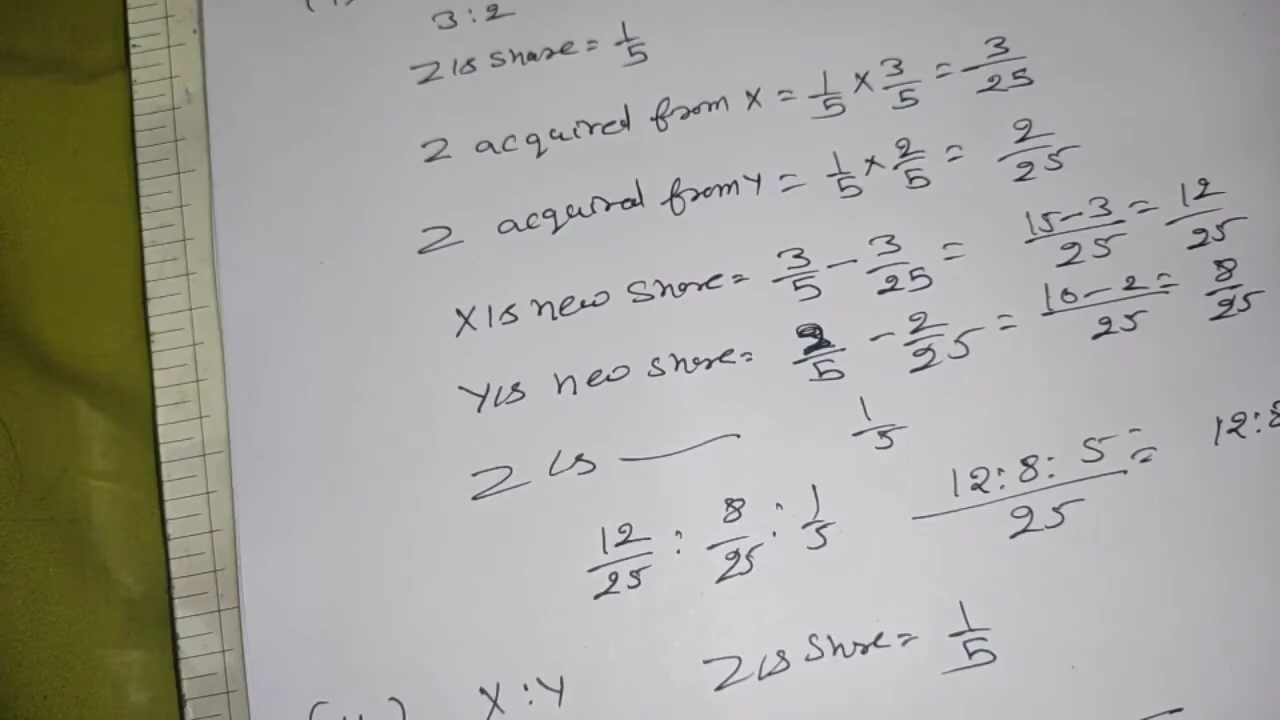 3 : 2
Z's share = 1/5
Z acquired from X = 1/5 × 3/5 = 3/25
Z acquired from Y = 1/5 × 2/5 = 2/25
X's new share = 3/5 - 3/25 = 15-3/25 = 12/25
Y's new share = 2/5 - 2/25 = 10-2/25 = 8/25
Z's — 1/5
12/25 : 8/25 : 1/5 12:8:5/25 = 12:8
X : Y Z's share = 1/5